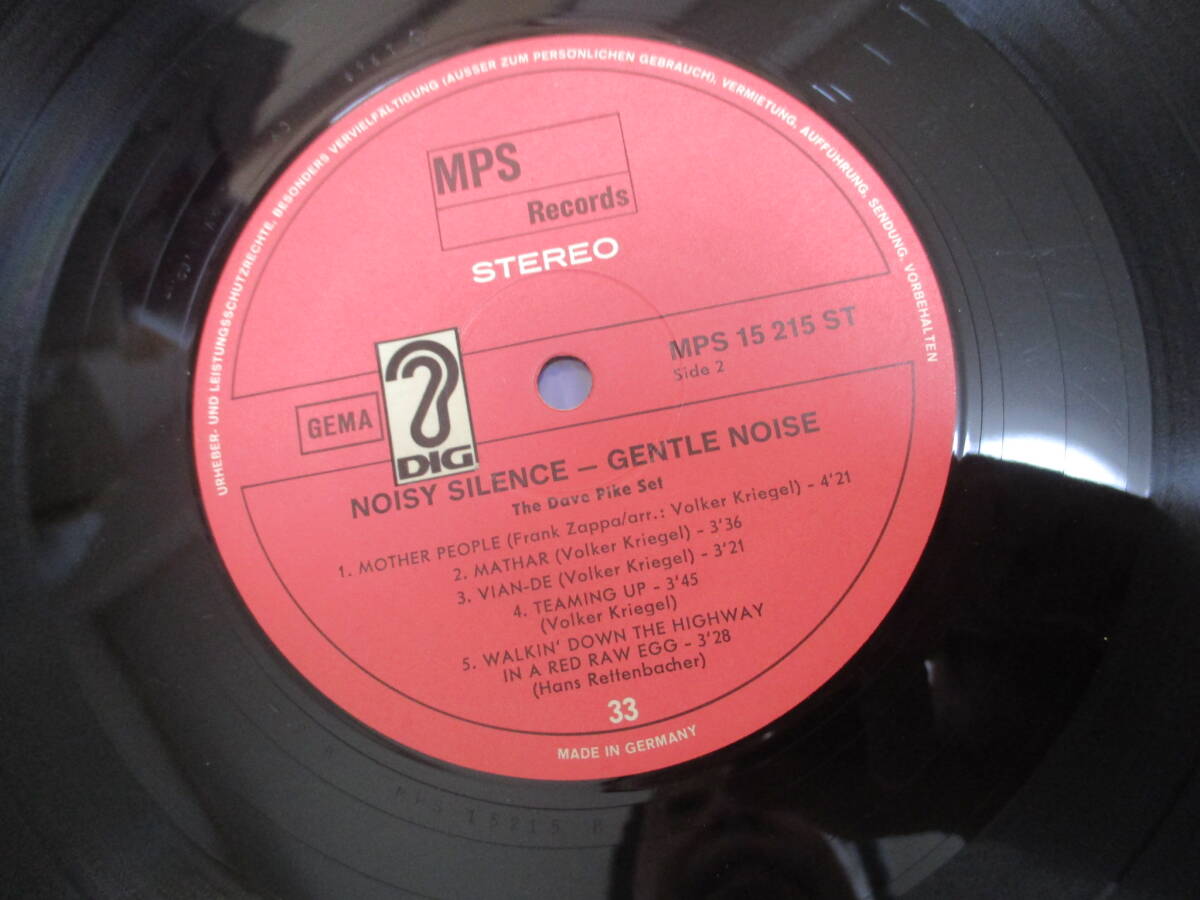 URHEBER- UND LEISTUNGSSCHUTZRECHTE, BESONDERS VERVIELFÄLTIGUNG (AUSSER ZUM PERSÖNLICHEN GEBRAUCH), VERMIETUNG, AUFFÜHRUNG, SENDUNG, VORBEHALTEN
MPS
Records
STEREO
MPS 15 215 ST
Side 2
GEMA
DIG
NOISY SILENCE – GENTLE NOISE
The Dave Pike Set
1. MOTHER PEOPLE (Frank Zappa/arr.: Volker Kriegel) – 4'21
2. MATHAR (Volker Kriegel) – 3'36
3. VIAN-DE (Volker Kriegel) – 3'21
4. TEAMING UP – 3'45
(Volker Kriegel)
5. WALKIN' DOWN THE HIGHWAY
IN A RED RAW EGG – 3'28
(Hans Rettenbacher)
33
MADE IN GERMANY
15215